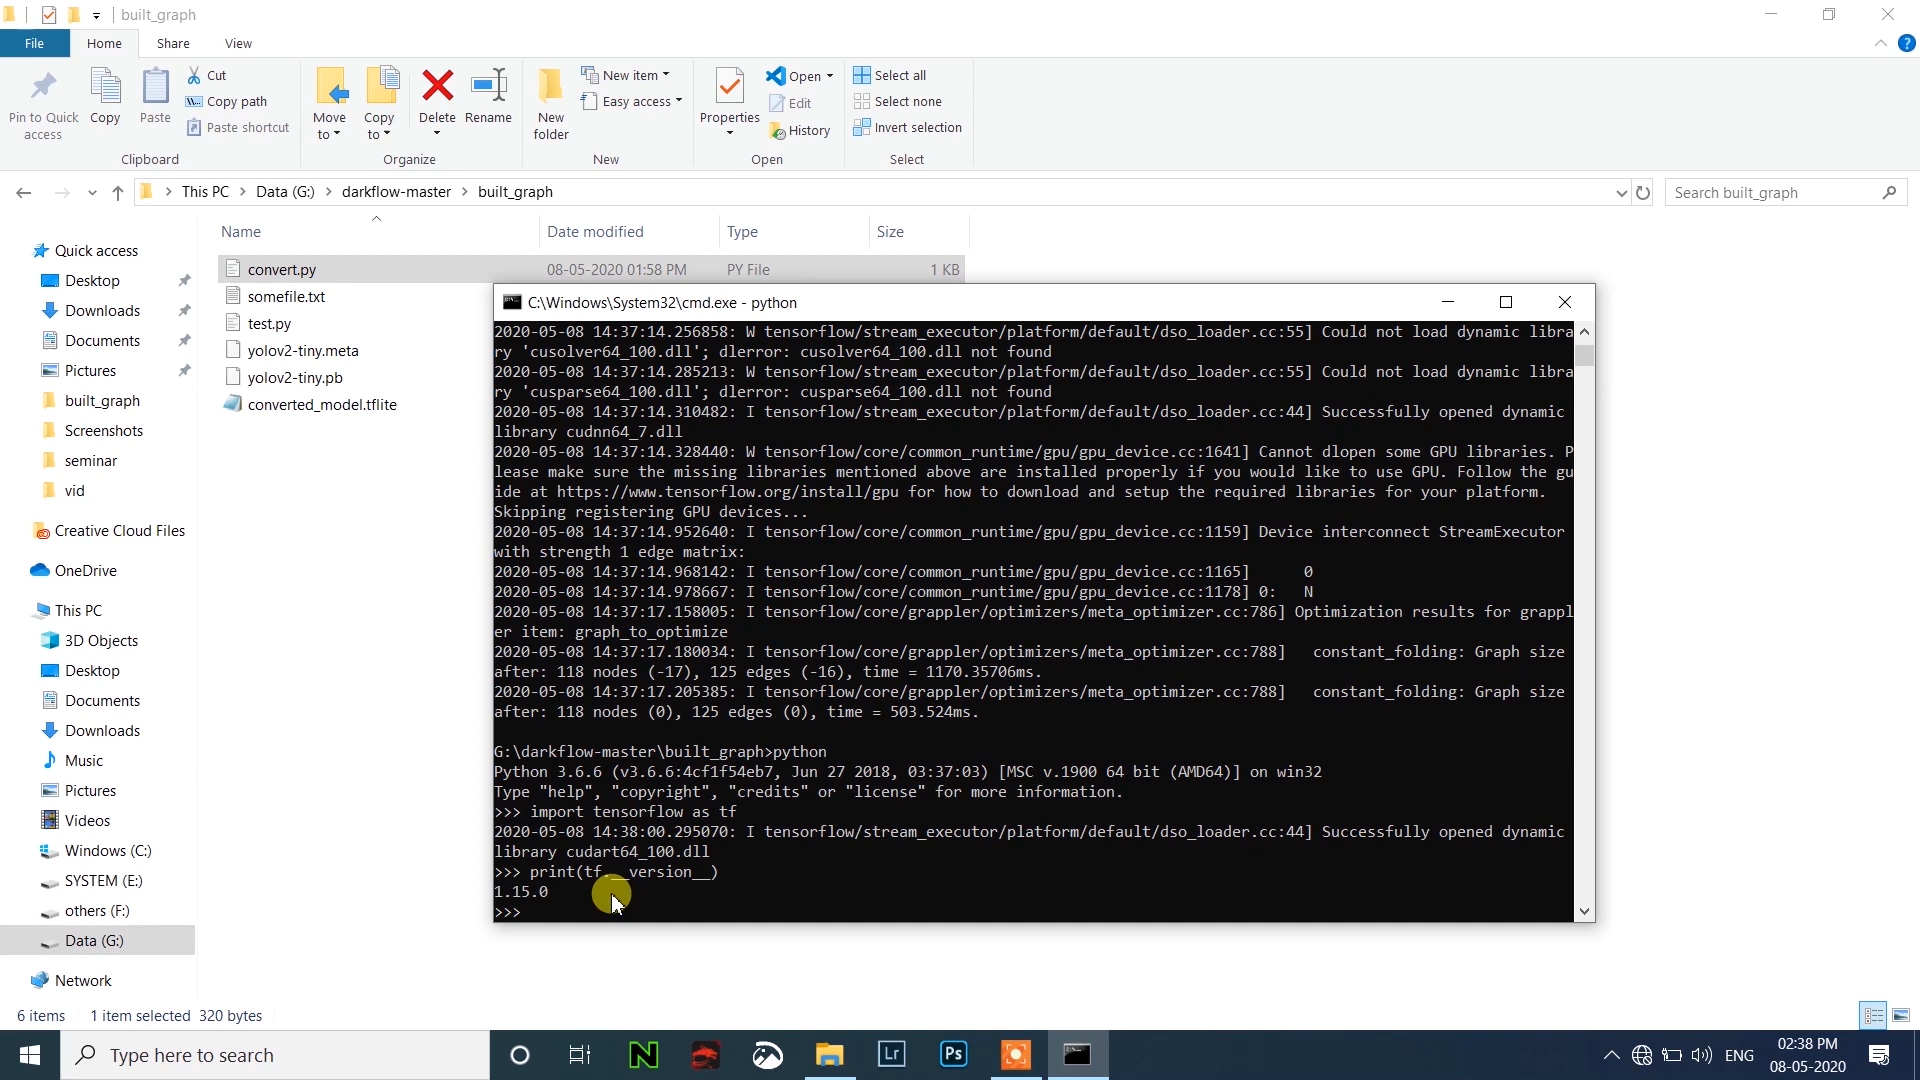 built_graph
File
Home
Share
View
Pin to Quick access
Copy
Paste
Cut
Copy path
Paste shortcut
Clipboard
Move to
Copy to
Delete
Rename
Organize
New folder
New item
Easy access
New
Properties
Open
Edit
History
Open
Select all
Select none
Invert selection
Select
This PC > Data (G:) > darkflow-master > built_graph
Search built_graph
Name Date modified Type Size
convert.py 08-05-2020 01:58 PM PY File 1 KB
somefile.txt
test.py
yolov2-tiny.meta
yolov2-tiny.pb
converted_model.tflite
Quick access
Desktop
Downloads
Documents
Pictures
built_graph
Screenshots
seminar
vid
Creative Cloud Files
OneDrive
This PC
3D Objects
Desktop
Documents
Downloads
Music
Pictures
Videos
Windows (C:)
SYSTEM (E:)
others (F:)
Data (G:)
Network
C:\Windows\System32\cmd.exe - python
2020-05-08 14:37:14.256858: W tensorflow/stream_executor/platform/default/dso_loader.cc:55] Could not load dynamic libra
ry 'cusolver64_100.dll'; dlerror: cusolver64_100.dll not found
2020-05-08 14:37:14.285213: W tensorflow/stream_executor/platform/default/dso_loader.cc:55] Could not load dynamic libra
ry 'cusparse64_100.dll'; dlerror: cusparse64_100.dll not found
2020-05-08 14:37:14.310482: I tensorflow/stream_executor/platform/default/dso_loader.cc:44] Successfully opened dynamic
library cudnn64_7.dll
2020-05-08 14:37:14.328440: W tensorflow/core/common_runtime/gpu/gpu_device.cc:1641] Cannot dlopen some GPU libraries. P
lease make sure the missing libraries mentioned above are installed properly if you would like to use GPU. Follow the gu
ide at https://www.tensorflow.org/install/gpu for how to download and setup the required libraries for your platform.
Skipping registering GPU devices...
2020-05-08 14:37:14.952640: I tensorflow/core/common_runtime/gpu/gpu_device.cc:1159] Device interconnect StreamExecutor
with strength 1 edge matrix:
2020-05-08 14:37:14.968142: I tensorflow/core/common_runtime/gpu/gpu_device.cc:1165]      0
2020-05-08 14:37:14.978667: I tensorflow/core/common_runtime/gpu/gpu_device.cc:1178] 0:   N
2020-05-08 14:37:17.158005: I tensorflow/core/grappler/optimizers/meta_optimizer.cc:786] Optimization results for grappl
er item: graph_to_optimize
2020-05-08 14:37:17.180034: I tensorflow/core/grappler/optimizers/meta_optimizer.cc:788]   constant_folding: Graph size
after: 118 nodes (-17), 125 edges (-16), time = 1170.35706ms.
2020-05-08 14:37:17.205385: I tensorflow/core/grappler/optimizers/meta_optimizer.cc:788]   constant_folding: Graph size
after: 118 nodes (0), 125 edges (0), time = 503.524ms.
G:\darkflow-master\built_graph>python
Python 3.6.6 (v3.6.6:4cf1f54eb7, Jun 27 2018, 03:37:03) [MSC v.1900 64 bit (AMD64)] on win32
Type "help", "copyright", "credits" or "license" for more information.
>>> import tensorflow as tf
2020-05-08 14:38:00.295070: I tensorflow/stream_executor/platform/default/dso_loader.cc:44] Successfully opened dynamic
library cudart64_100.dll
>>> print(tf.__version__)
1.15.0
>>>
6 items 1 item selected 320 bytes
Type here to search
Lr
Ps
ENG
02:38 PM
08-05-2020